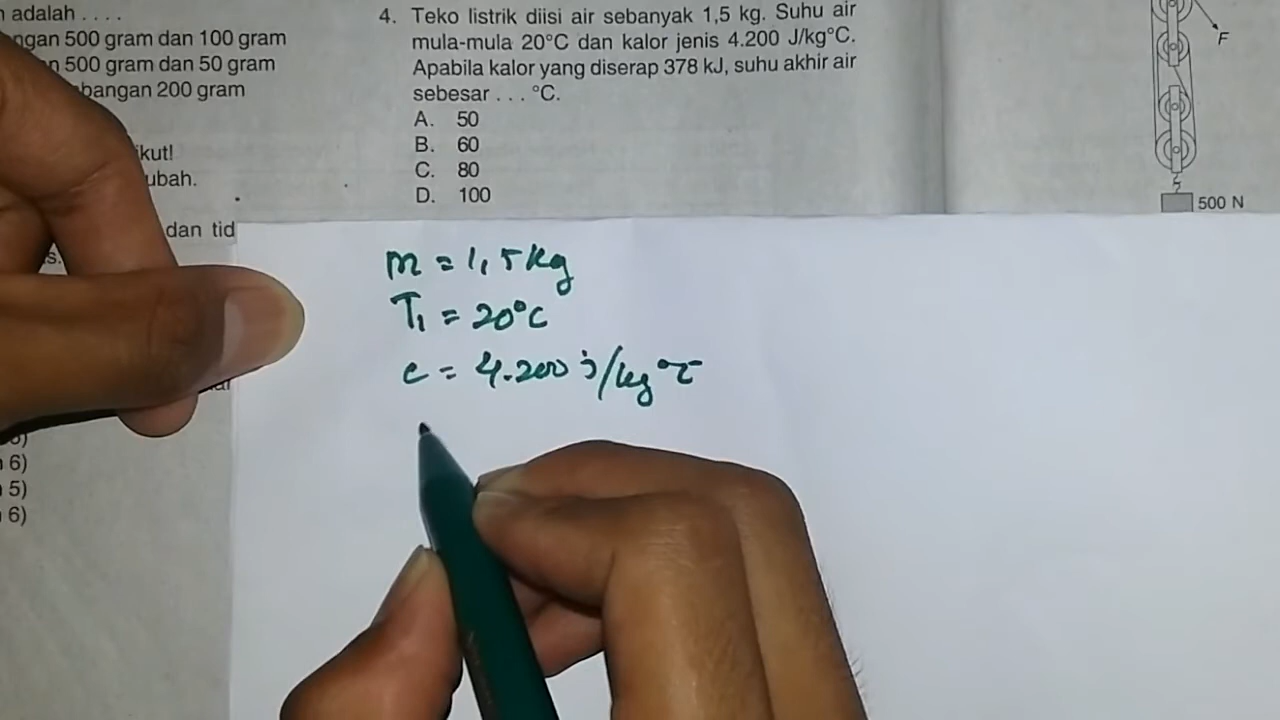 adalah . . . .
ngan 500 gram dan 100 gram
500 gram dan 50 gram
bangan 200 gram
kut!
ubah.
dan tid
6)
5)
6)
4. Teko listrik diisi air sebanyak 1,5 kg. Suhu air
mula-mula 20°C dan kalor jenis 4.200 J/kg°C.
Apabila kalor yang diserap 378 kJ, suhu akhir air
sebesar . . . °C.
A. 50
B. 60
C. 80
D. 100
F
500 N
m = 1,5 kg
T₁ = 20°C
c = 4.200 j/kg °C